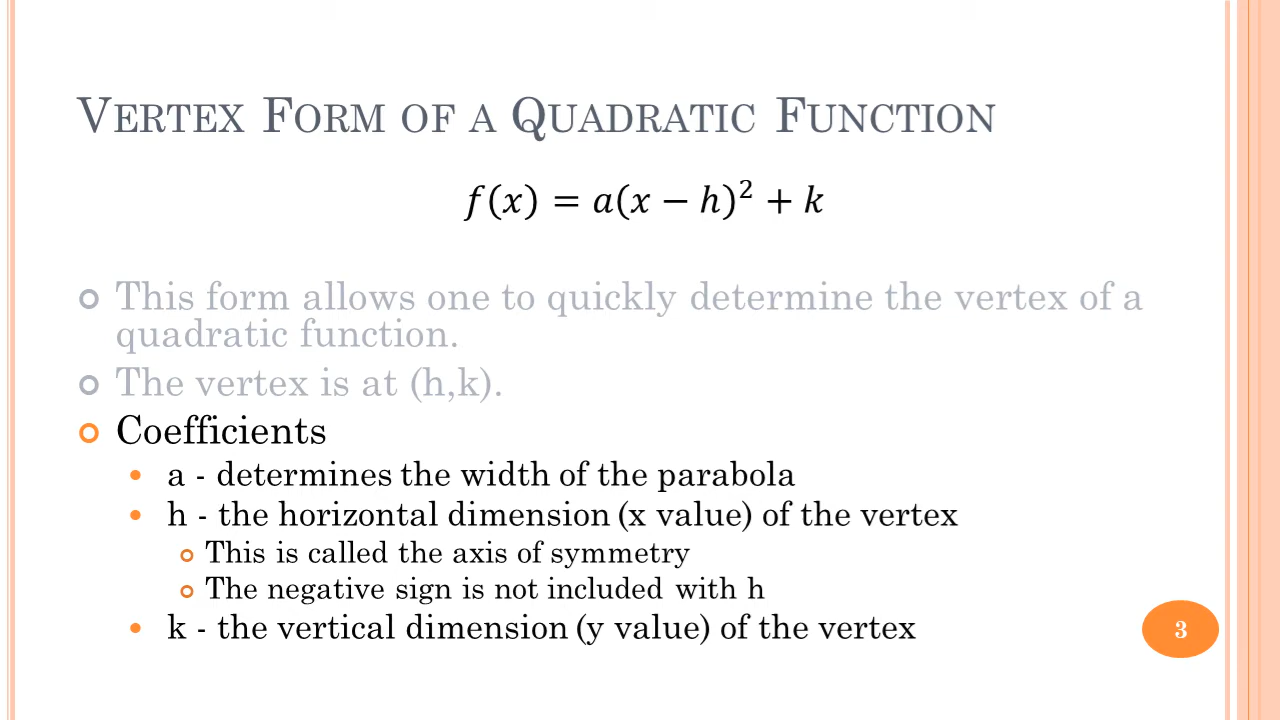 VERTEX FORM OF A QUADRATIC FUNCTION
f(x) = a(x − h)² + k
This form allows one to quickly determine the vertex of a
quadratic function.
The vertex is at (h,k).
Coefficients
a - determines the width of the parabola
h - the horizontal dimension (x value) of the vertex
This is called the axis of symmetry
The negative sign is not included with h
k - the vertical dimension (y value) of the vertex
3